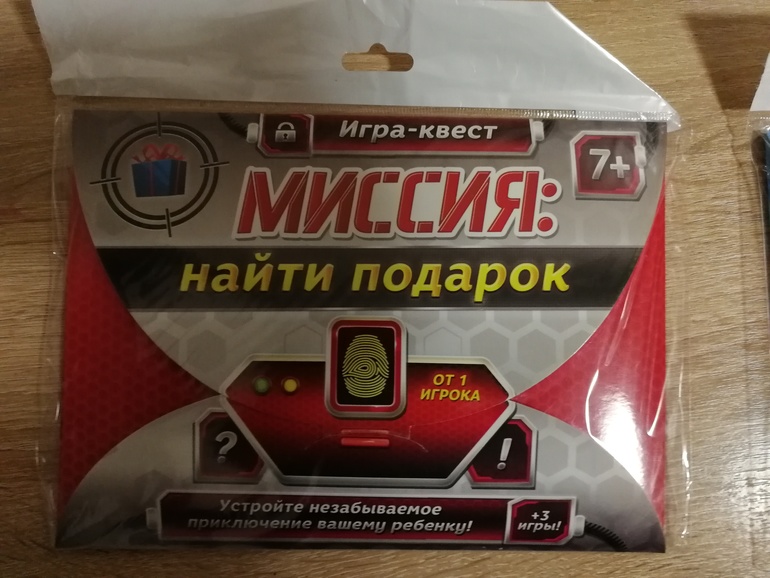 Игра-квест
7+
МИССИЯ:
найти подарок
ОТ 1
ИГРОКА
?
!
Устройте незабываемое
приключение вашему ребенку!
+3
игры!